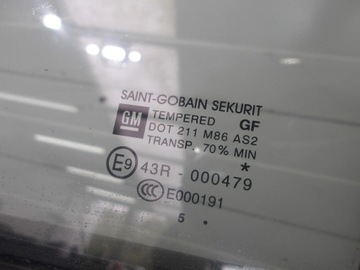 SAINT-GOBAIN SEKURIT
GM TEMPERED GF
DOT 211 M86 AS2
TRANSP. 70% MIN
E9 43R - 000479 *
CCC E000191
5 •